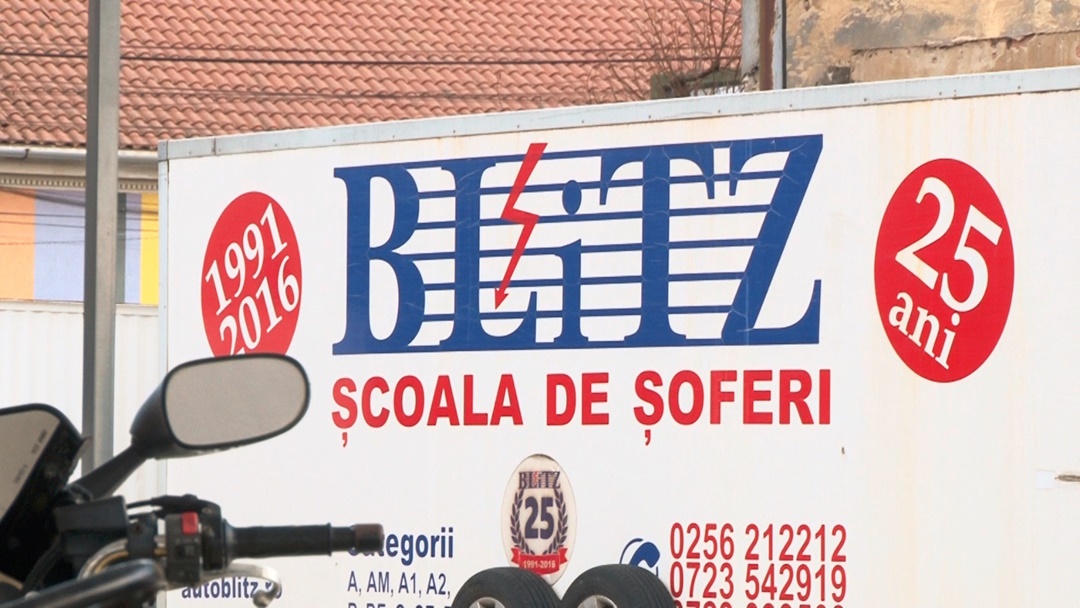 1991
2016
BLiTZ
25
ani
ȘCOALA DE ȘOFERI
BLiTZ
25
1991-2016
Categorii
A, AM, A1, A2,
0256 212212
0723 542919